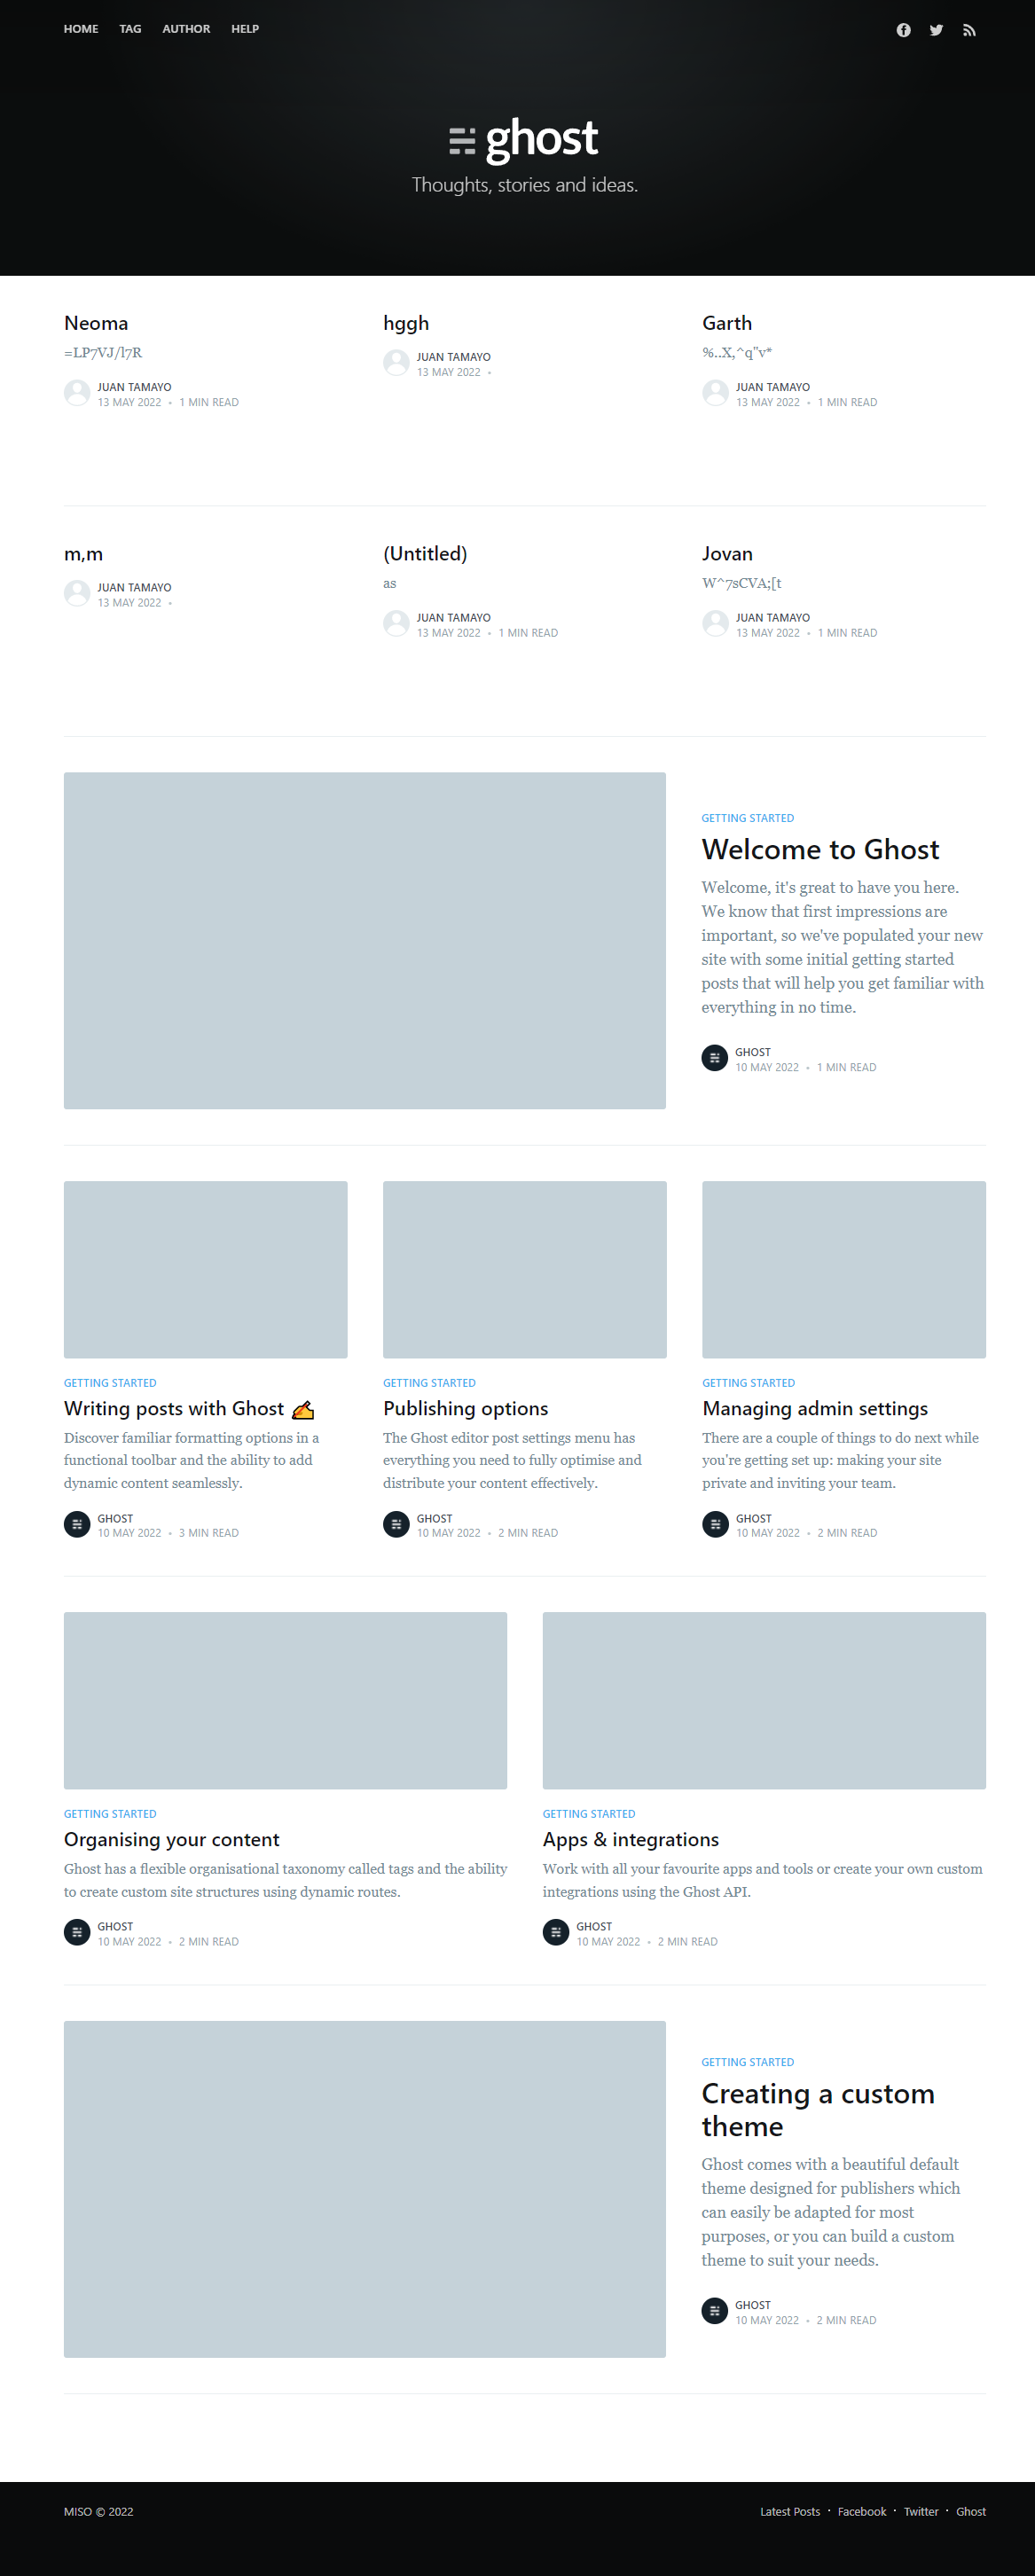 HOME TAG AUTHOR HELP
ghost
Thoughts, stories and ideas.
Neoma
=LP7VJ/l7R
JUAN TAMAYO
13 MAY 2022 • 1 MIN READ
hggh
JUAN TAMAYO
13 MAY 2022 •
Garth
%..X,^q"v*
JUAN TAMAYO
13 MAY 2022 • 1 MIN READ
m,m
JUAN TAMAYO
13 MAY 2022 •
(Untitled)
as
JUAN TAMAYO
13 MAY 2022 • 1 MIN READ
Jovan
W^7sCVA;[t
JUAN TAMAYO
13 MAY 2022 • 1 MIN READ
GETTING STARTED
Welcome to Ghost
Welcome, it's great to have you here.
We know that first impressions are
important, so we've populated your new
site with some initial getting started
posts that will help you get familiar with
everything in no time.
GHOST
10 MAY 2022 • 1 MIN READ
GETTING STARTED
Writing posts with Ghost ✍️
Discover familiar formatting options in a
functional toolbar and the ability to add
dynamic content seamlessly.
GHOST
10 MAY 2022 • 3 MIN READ
GETTING STARTED
Publishing options
The Ghost editor post settings menu has
everything you need to fully optimise and
distribute your content effectively.
GHOST
10 MAY 2022 • 2 MIN READ
GETTING STARTED
Managing admin settings
There are a couple of things to do next while
you're getting set up: making your site
private and inviting your team.
GHOST
10 MAY 2022 • 2 MIN READ
GETTING STARTED
Organising your content
Ghost has a flexible organisational taxonomy called tags and the ability
to create custom site structures using dynamic routes.
GHOST
10 MAY 2022 • 2 MIN READ
GETTING STARTED
Apps & integrations
Work with all your favourite apps and tools or create your own custom
integrations using the Ghost API.
GHOST
10 MAY 2022 • 2 MIN READ
GETTING STARTED
Creating a custom
theme
Ghost comes with a beautiful default
theme designed for publishers which
can easily be adapted for most
purposes, or you can build a custom
theme to suit your needs.
GHOST
10 MAY 2022 • 2 MIN READ
MISO © 2022
Latest Posts · Facebook · Twitter · Ghost